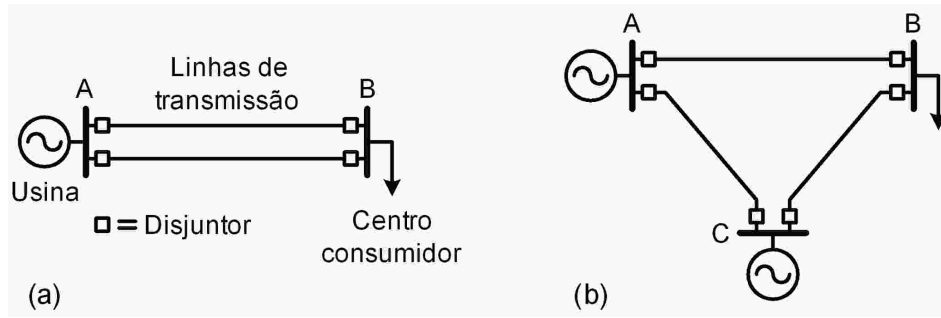 A
Linhas de
transmissão
B
Usina
= Disjuntor
Centro
consumidor
(a)
A
B
C
(b)